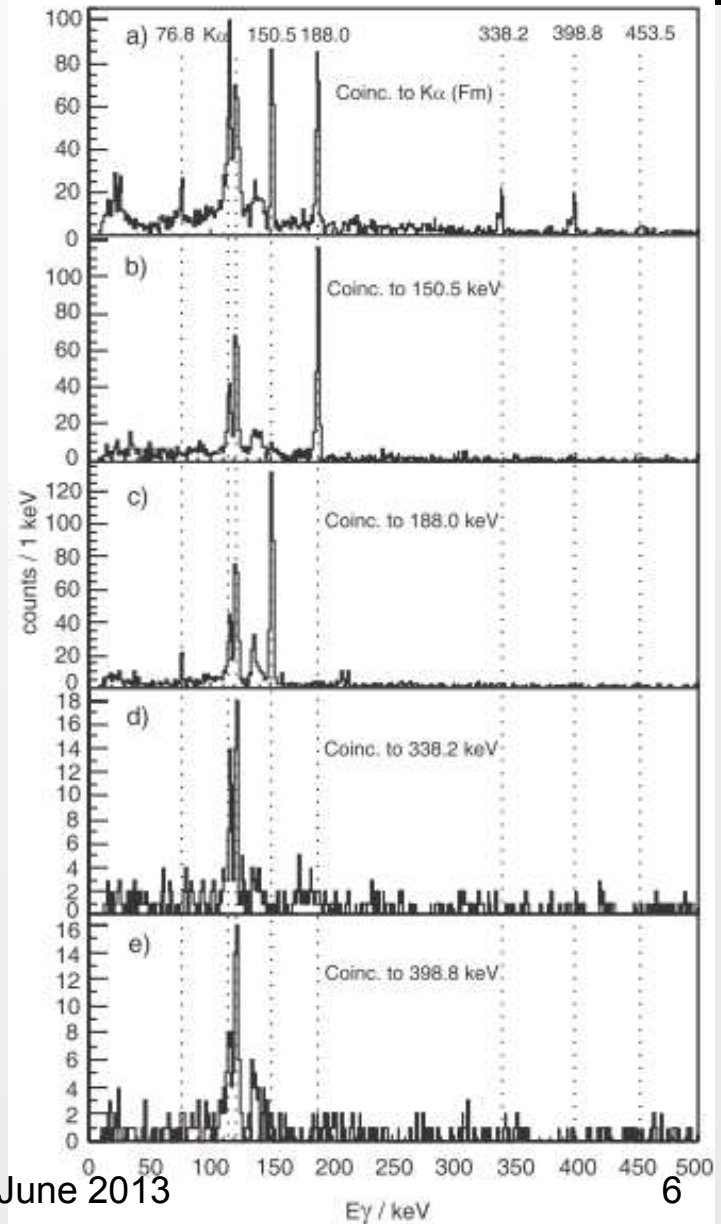 a) 76.8 Kα 150.5 188.0 338.2 398.8 453.5
Coinc. to Kα (Fm)
100
80
60
40
20
0
b)
Coinc. to 150.5 keV
100
80
60
40
20
0
c)
Coinc. to 188.0 keV
120
100
80
60
40
20
0
counts / 1 keV
d)
Coinc. to 338.2 keV
18
14
12
10
8
6
4
2
0
e)
Coinc. to 398.8 keV
16
14
12
10
8
6
4
2
0
0 50 100 150 200 250 300 350 400 450 500
Eγ / keV
June 2013
6